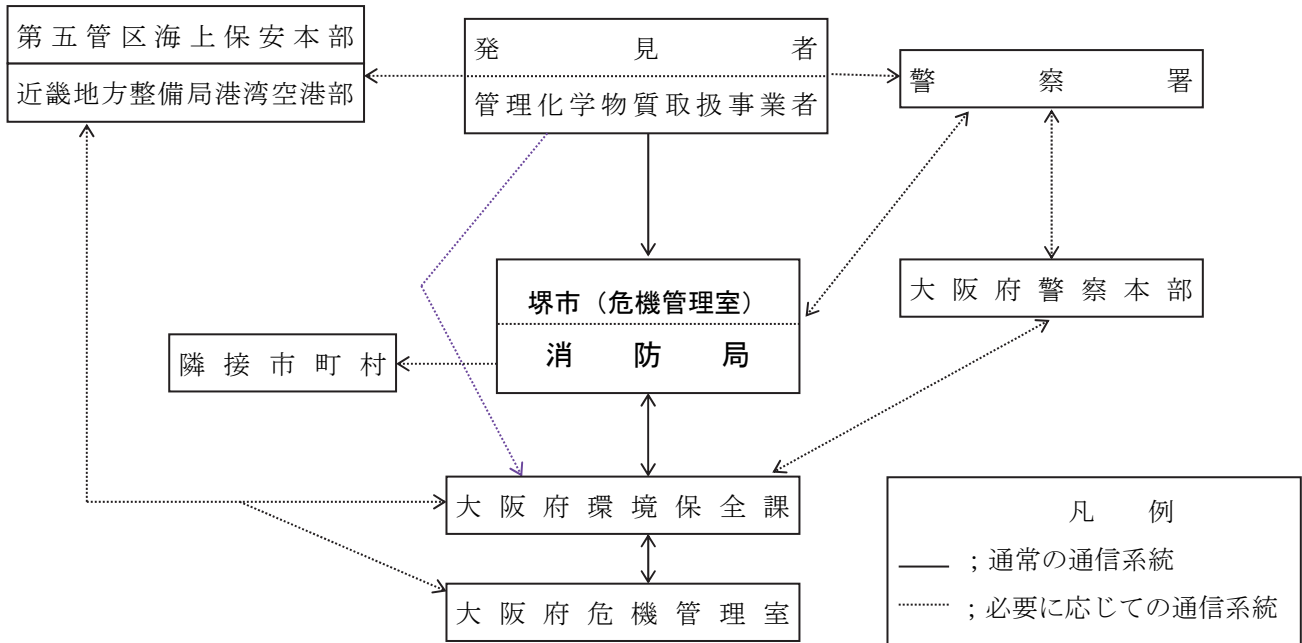 第五管区海上保安本部
近畿地方整備局港湾空港部
発見者
管理化学物質取扱事業者
警察署
堺市（危機管理室）
消防局
大阪府警察本部
隣接市町村
大阪府環境保全課
大阪府危機管理室
凡例
；通常の通信系統
；必要に応じての通信系統